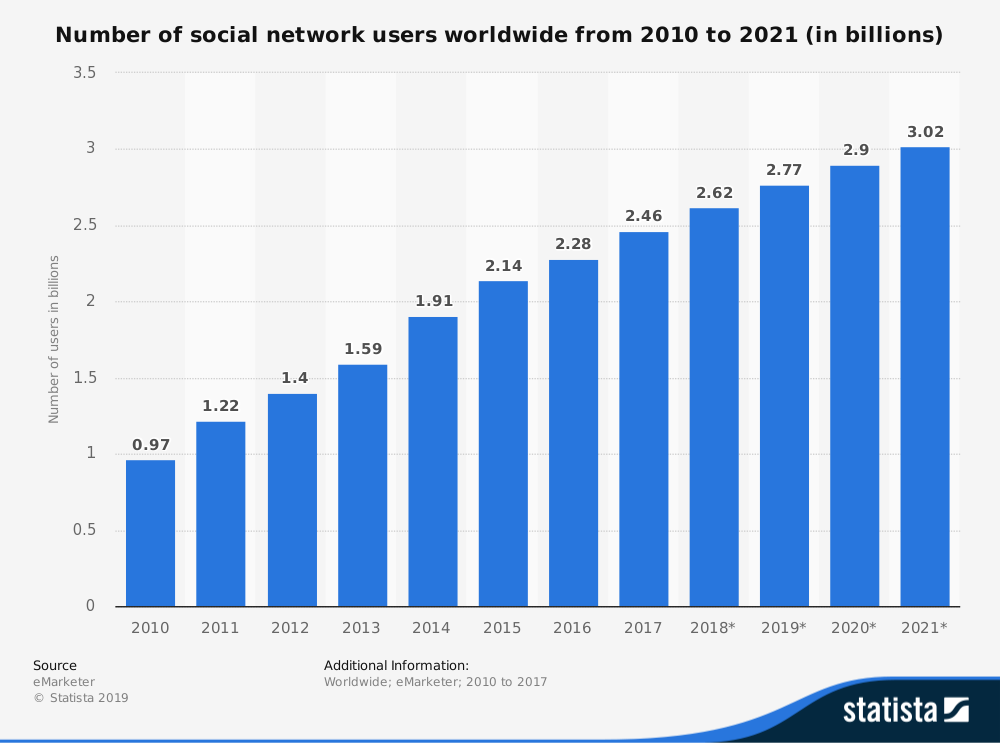 Number of social network users worldwide from 2010 to 2021 (in billions)
3.5
3
2.5
2
1.5
1
0.5
0
Number of users in billions
0.97
1.22
1.4
1.59
1.91
2.14
2.28
2.46
2.62
2.77
2.9
3.02
2010 2011 2012 2013 2014 2015 2016 2017 2018* 2019* 2020* 2021*
Source
eMarketer
© Statista 2019
Additional Information:
Worldwide; eMarketer; 2010 to 2017
statista